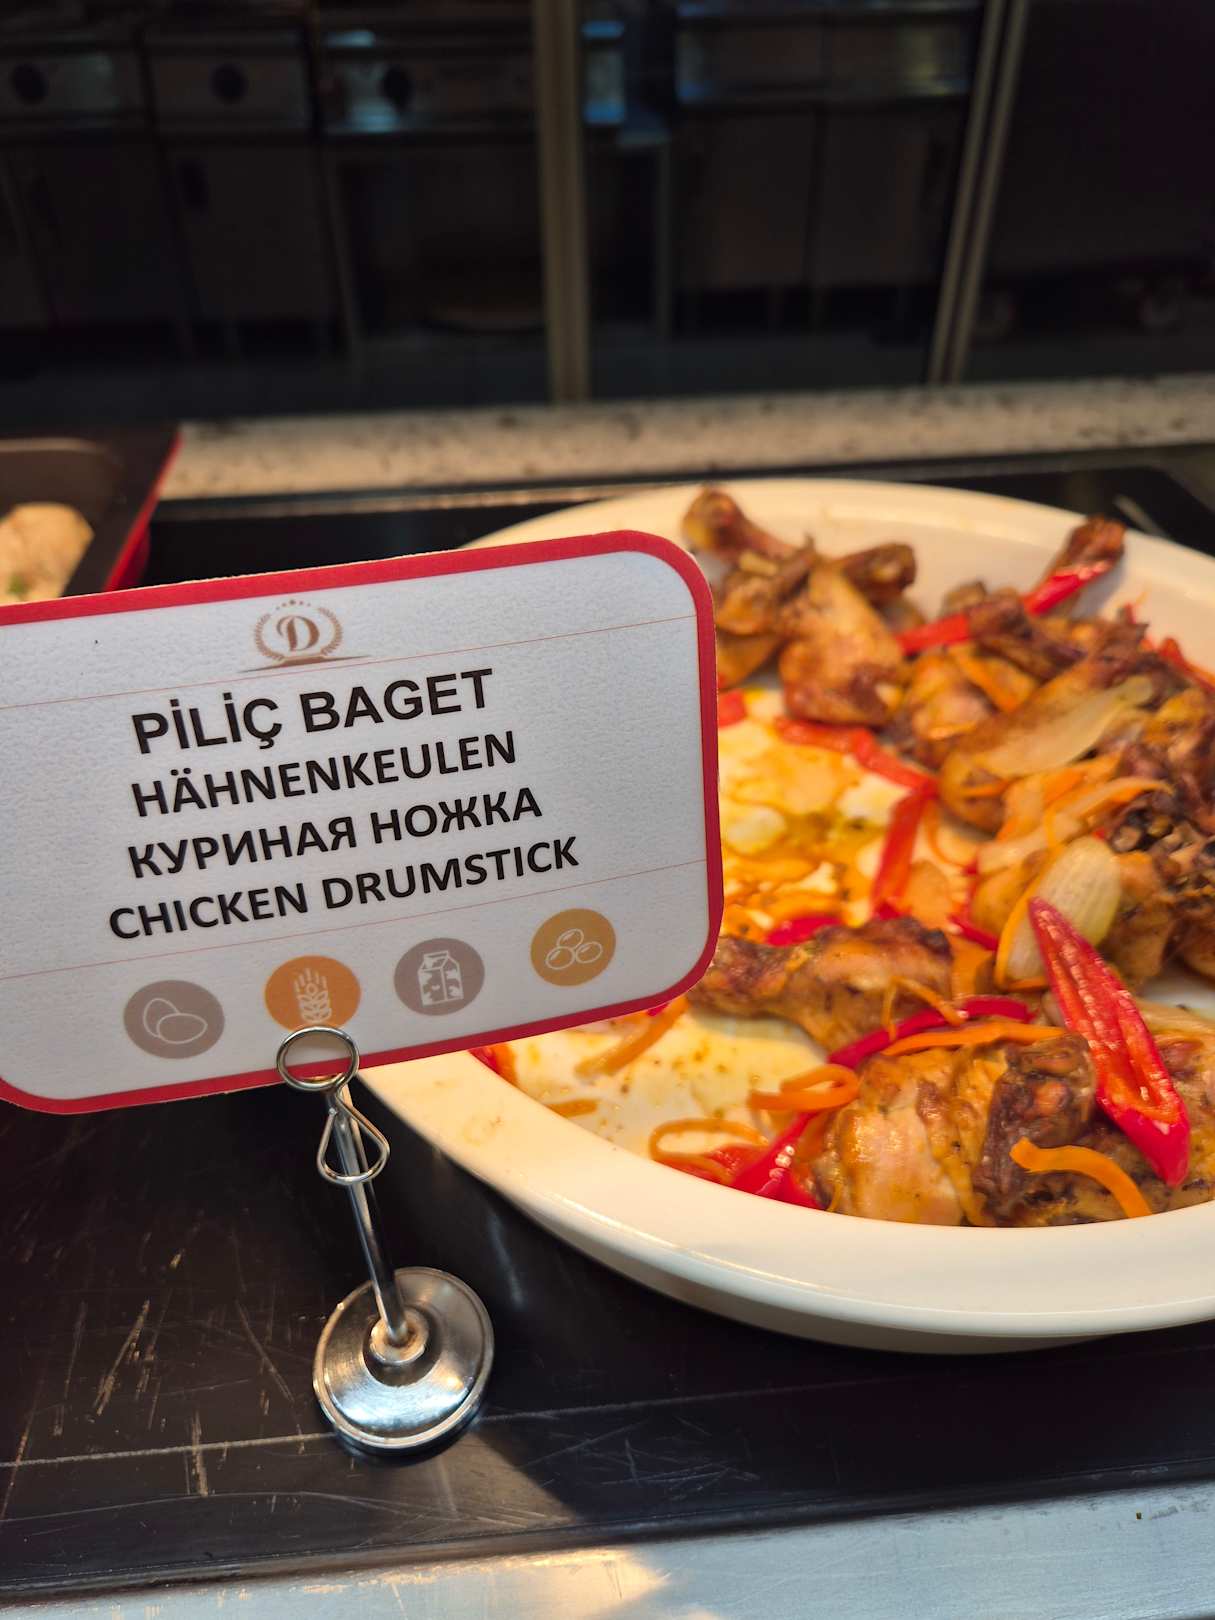 D
PİLİÇ BAGET
HÄHNENKEULEN
КУРИНАЯ НОЖКА
CHICKEN DRUMSTICK